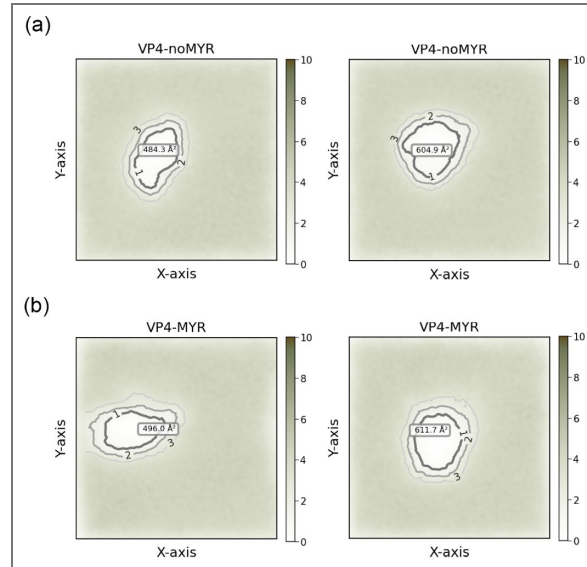 (a)
VP4-noMYR
VP4-noMYR
Y-axis
3
484.3 Å²
2
1
10
8
6
4
2
0
X-axis
Y-axis
2
3
604.9 Å²
1
10
8
6
4
2
0
X-axis
(b)
VP4-MYR
VP4-MYR
Y-axis
1
496.0 Å²
3
2
10
8
6
4
2
0
X-axis
Y-axis
611.7 Å²
1
2
3
10
8
6
4
2
0
X-axis